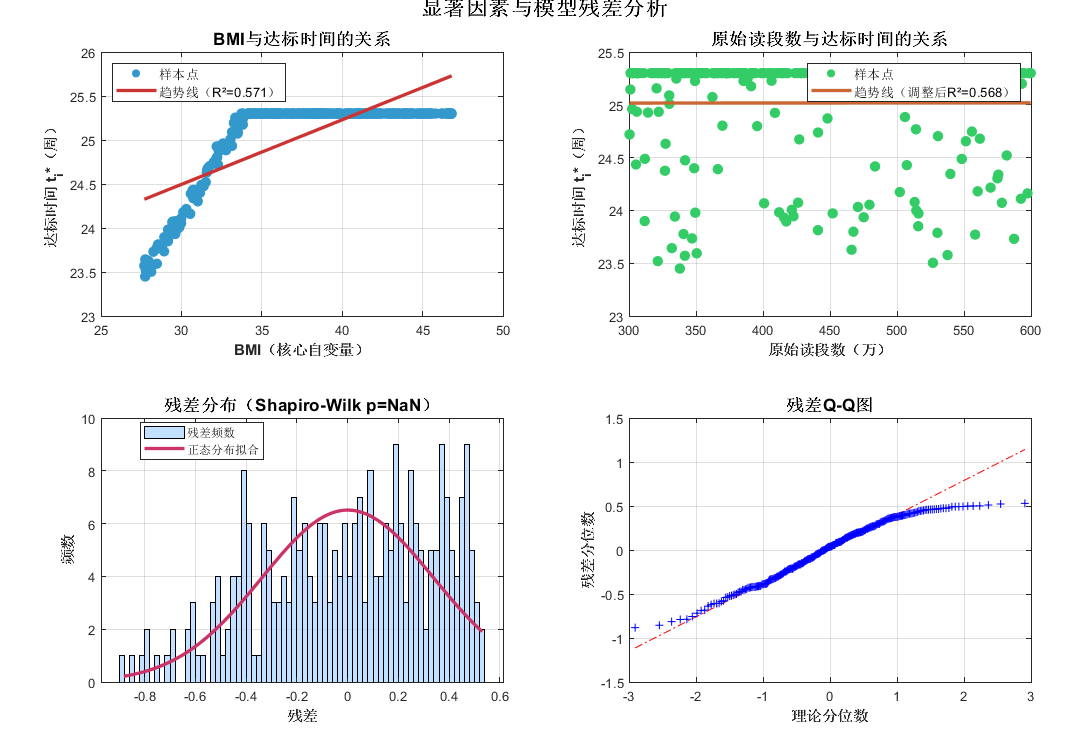 显著因素与模型残差分析
BMI与达标时间的关系
26
25.5
25
24.5
24
23.5
23
25
30
35
40
45
50
达标时间 ti*（周）
BMI（核心自变量）
样本点
趋势线（R²=0.571）
原始读段数与达标时间的关系
25.5
25
24.5
24
23.5
23
300
350
400
450
500
550
600
达标时间 ti*（周）
原始读段数（万）
样本点
趋势线（调整后R²=0.568）
残差分布（Shapiro-Wilk p=NaN）
10
8
6
4
2
0
-0.8
-0.6
-0.4
-0.2
0
0.2
0.4
0.6
频数
残差
残差频数
正态分布拟合
残差Q-Q图
1.5
1
0.5
0
-0.5
-1
-1.5
-3
-2
-1
0
1
2
3
残差分位数
理论分位数